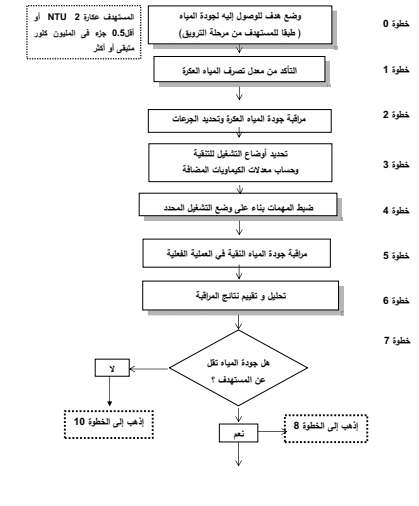 المستهدف عكارة NTU 2 أو
أقل0.5 جزء فى المليون كلور
متبقى أو أكثر
وضع هدف للوصول إليه لجودة المياه
( طبقا للمستهدف من مرحلة الترويق)
خطوة 0
التأكد من معدل تصرف المياه العكرة
خطوة 1
مراقبة جودة المياه العكرة وتحديد الجرعات
خطوة 2
تحديد أوضاع التشغيل للتنقية
وحساب معدلات الكيماويات المضافة
خطوة 3
ضبط المهمات بناء على وضع التشغيل المحدد
خطوة 4
مراقبة جودة المياه النقية في العملية الفعلية
خطوة 5
تحليل و تقييم نتائج المراقبة
خطوة 6
خطوة 7
هل جودة المياه تقل
عن المستهدف ؟
لا
إذهب إلى الخطوة 10
نعم
إذهب إلى الخطوة 8